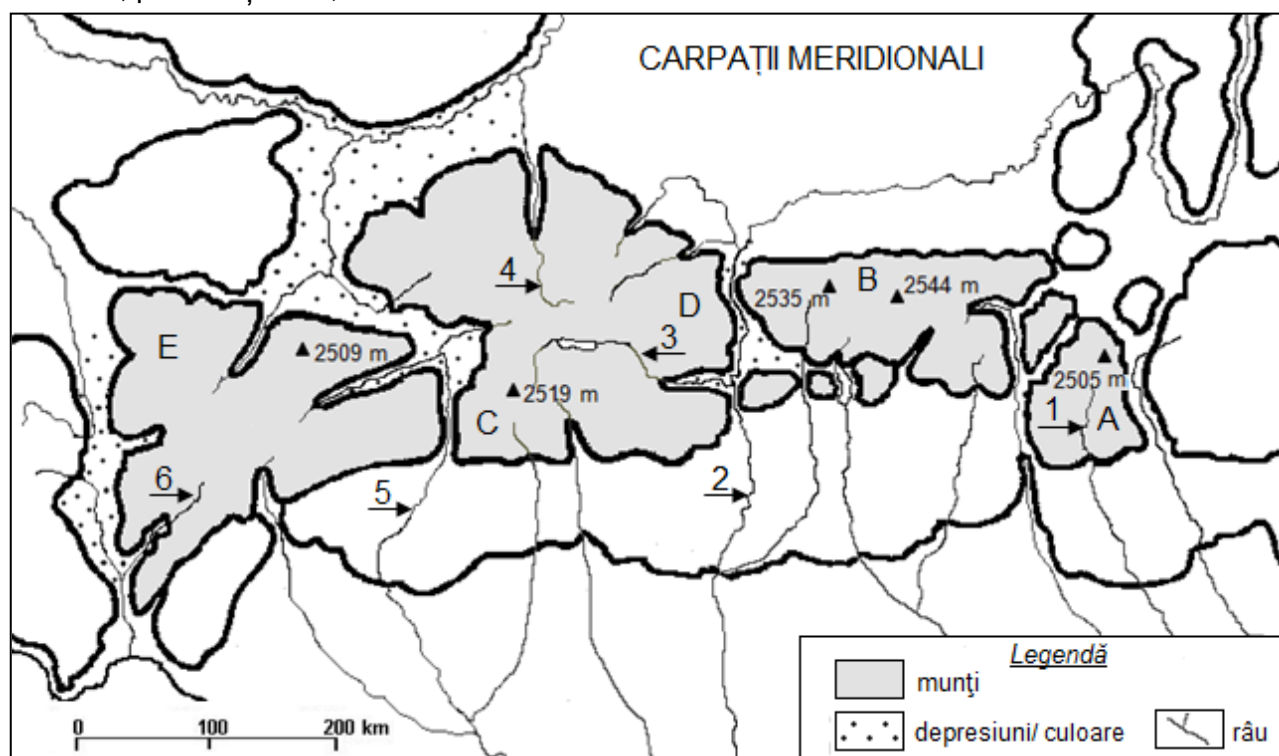 CARPAȚII MERIDIONALI
4
D
2535 m
B
2544 m
3
E
2509 m
2519 m
C
2505 m
1
A
6
5
2
0 100 200 km
Legendă
munţi
depresiuni/ culoare
râu